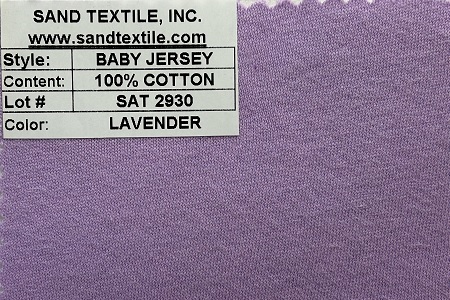 SAND TEXTILE, INC.
www.sandtextile.com
Style: BABY JERSEY
Content: 100% COTTON
Lot # SAT 2930
Color: LAVENDER